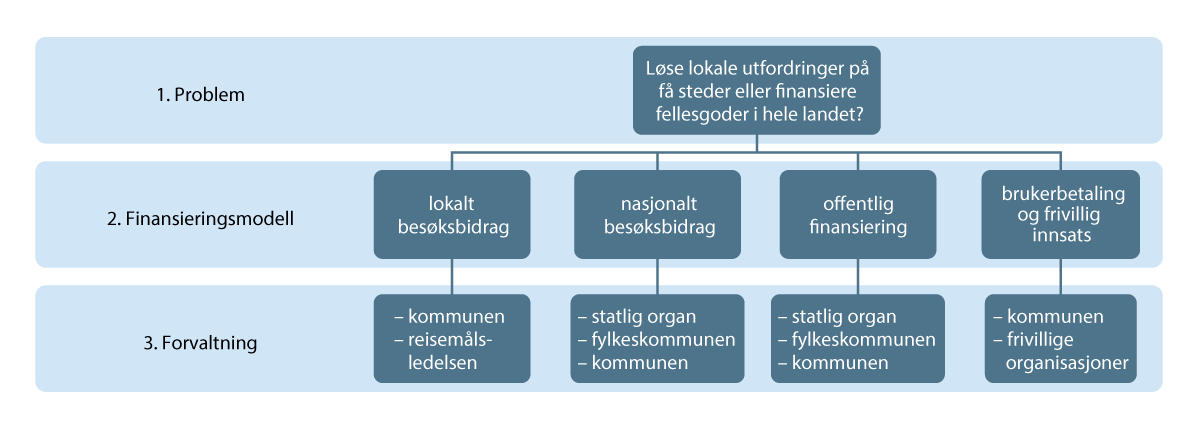 1. Problem
Løse lokale utfordringer på
få steder eller finansiere
fellesgoder i hele landet?
2. Finansieringsmodell
lokalt
besøksbidrag
nasjonalt
besøksbidrag
offentlig
finansiering
brukerbetaling
og frivillig
innsats
3. Forvaltning
– kommunen
– reisemåls-
ledelsen
– statlig organ
– fylkeskommunen
– kommunen
– statlig organ
– fylkeskommunen
– kommunen
– kommunen
– frivillige
organisasjoner